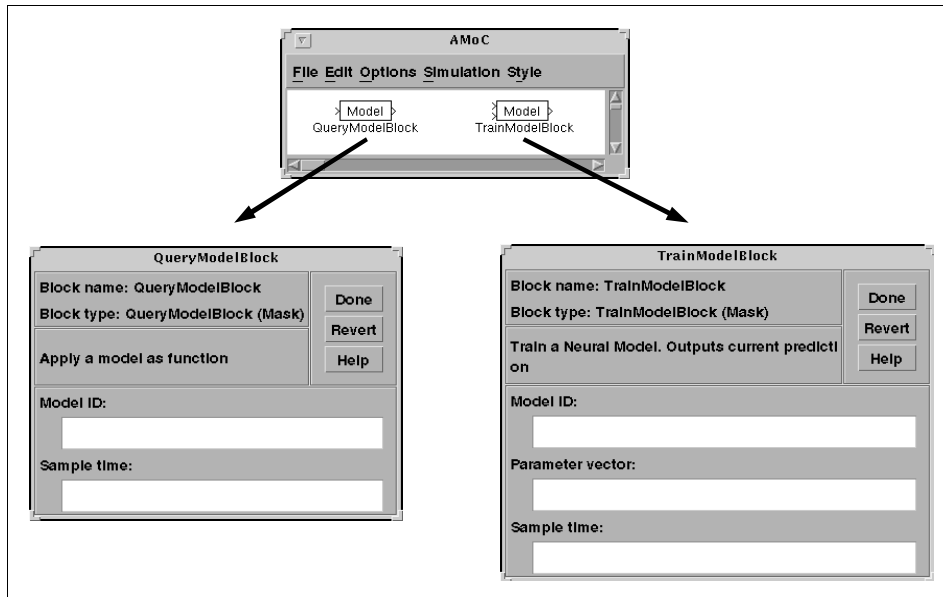 AMoC
File Edit Options Simulation Style
Model
QueryModelBlock
Model
TrainModelBlock
QueryModelBlock
Block name: QueryModelBlock
Block type: QueryModelBlock (Mask)
Apply a model as function
Done
Revert
Help
Model ID:
Sample time:
TrainModelBlock
Block name: TrainModelBlock
Block type: TrainModelBlock (Mask)
Train a Neural Model. Outputs current predicti
on
Done
Revert
Help
Model ID:
Parameter vector:
Sample time: